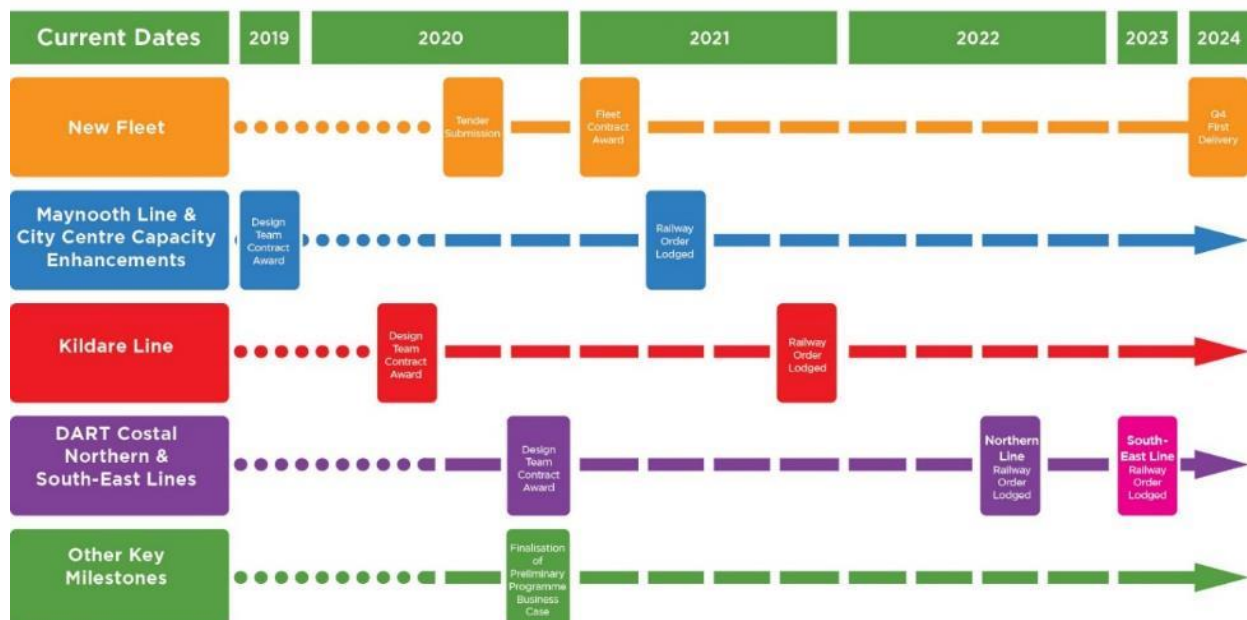 Current Dates
2019
2020
2021
2022
2023
2024
New Fleet
Tender
Submission
Fleet
Contract
Award
Q4
First
Delivery
Maynooth Line &
City Centre Capacity
Enhancements
Design
Team
Contract
Award
Railway
Order
Lodged
Kildare Line
Design
Team
Contract
Award
Railway
Order
Lodged
DART Costal
Northern &
South-East Lines
Design
Team
Contract
Award
Northern
Line
Railway
Order
Lodged
South-
East Line
Railway
Order
Lodged
Other Key
Milestones
Finalisation
of
Preliminary
Programme
Business
Case